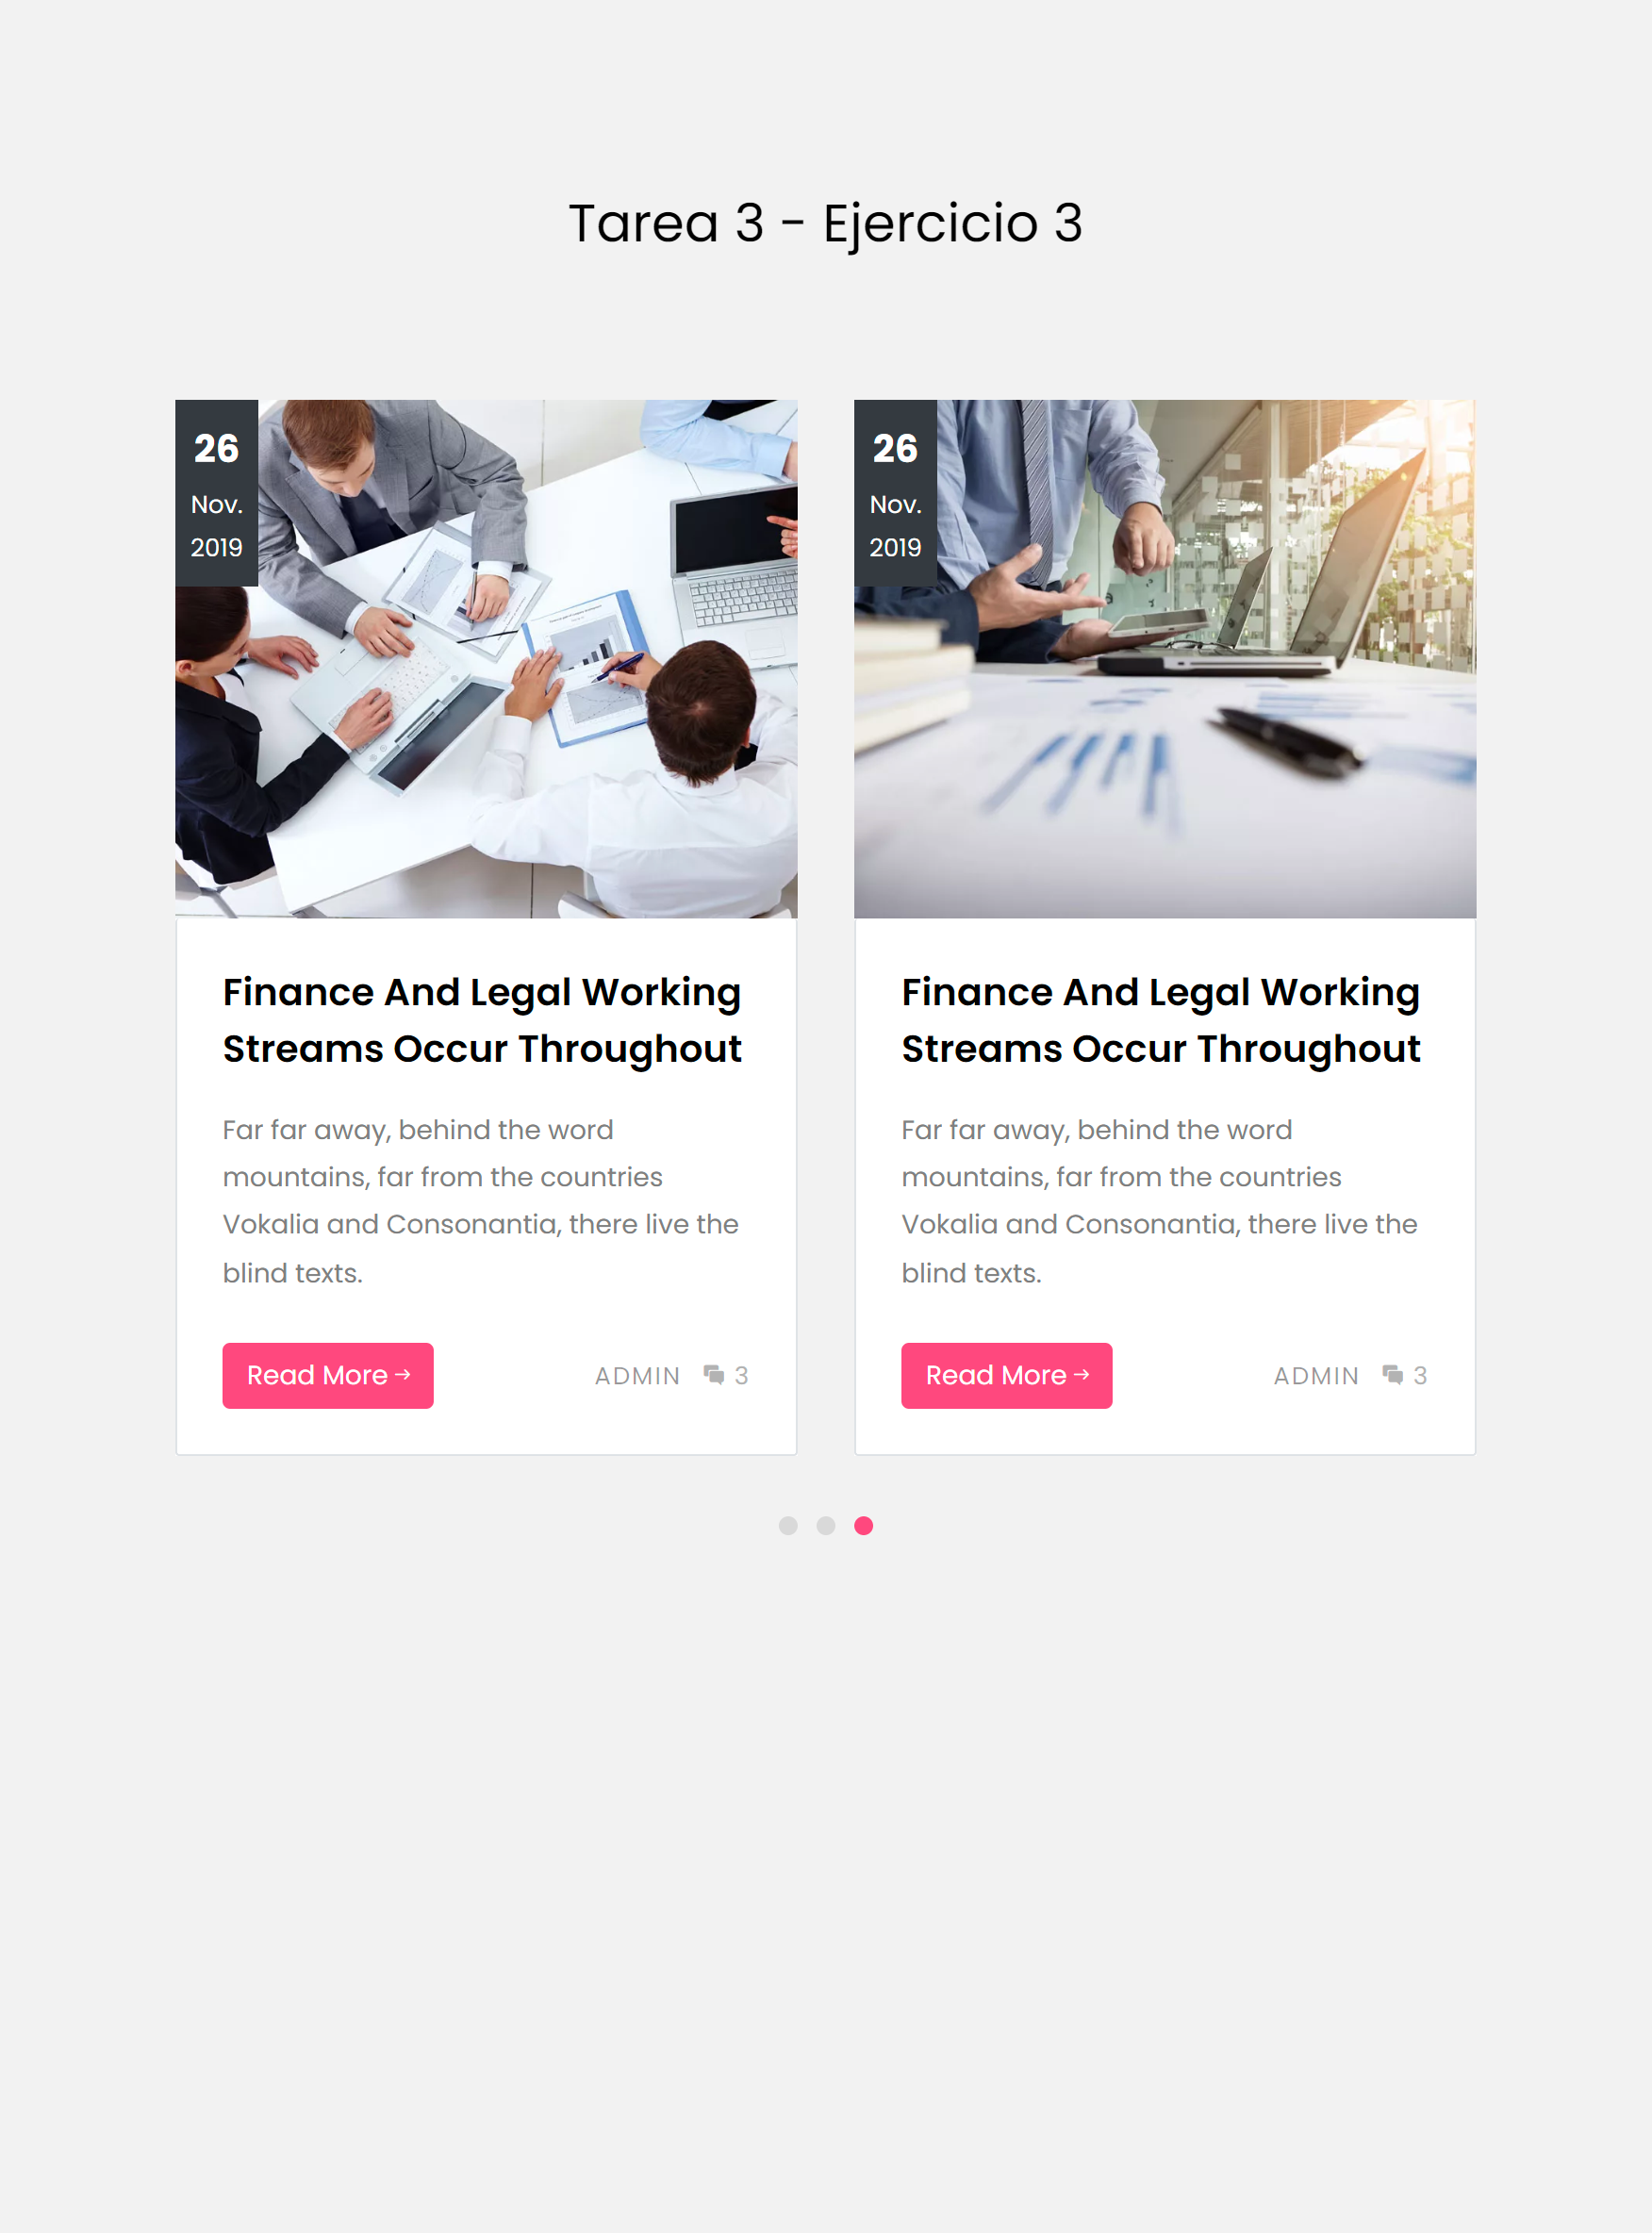 Tarea 3 - Ejercicio 3
26
Nov.
2019
Finance And Legal Working
Streams Occur Throughout
Far far away, behind the word
mountains, far from the countries
Vokalia and Consonantia, there live the
blind texts.
Read More →
ADMIN 3
26
Nov.
2019
Finance And Legal Working
Streams Occur Throughout
Far far away, behind the word
mountains, far from the countries
Vokalia and Consonantia, there live the
blind texts.
Read More →
ADMIN 3